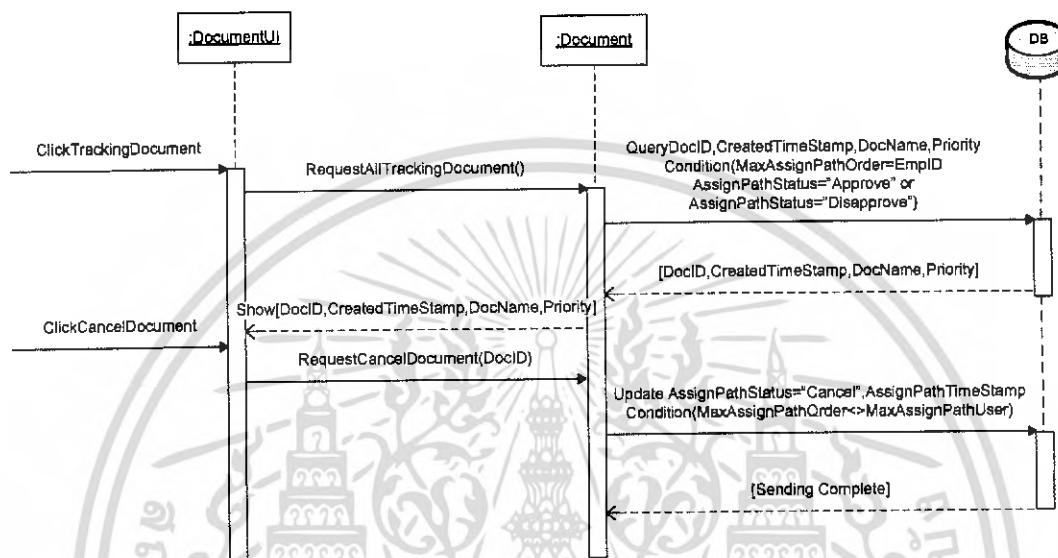 :DocumentUI
:Document
DB
ClickTrackingDocument
RequestAllTrackingDocument()
QueryDocID,CreatedTimeStamp,DocName,Priority
Condition(MaxAssignPathOrder=EmpID
AssignPathStatus="Approve" or
AssignPathStatus="Disapprove")
[DocID,CreatedTimeStamp,DocName,Priority]
Show[DocID,CreatedTimeStamp,DocName,Priority]
ClickCancelDocument
RequestCancelDocument(DocID)
Update AssignPathStatus="Cancel",AssignPathTimeStamp
Condition(MaxAssignPathOrder<>MaxAssignPathUser)
[Sending Complete]